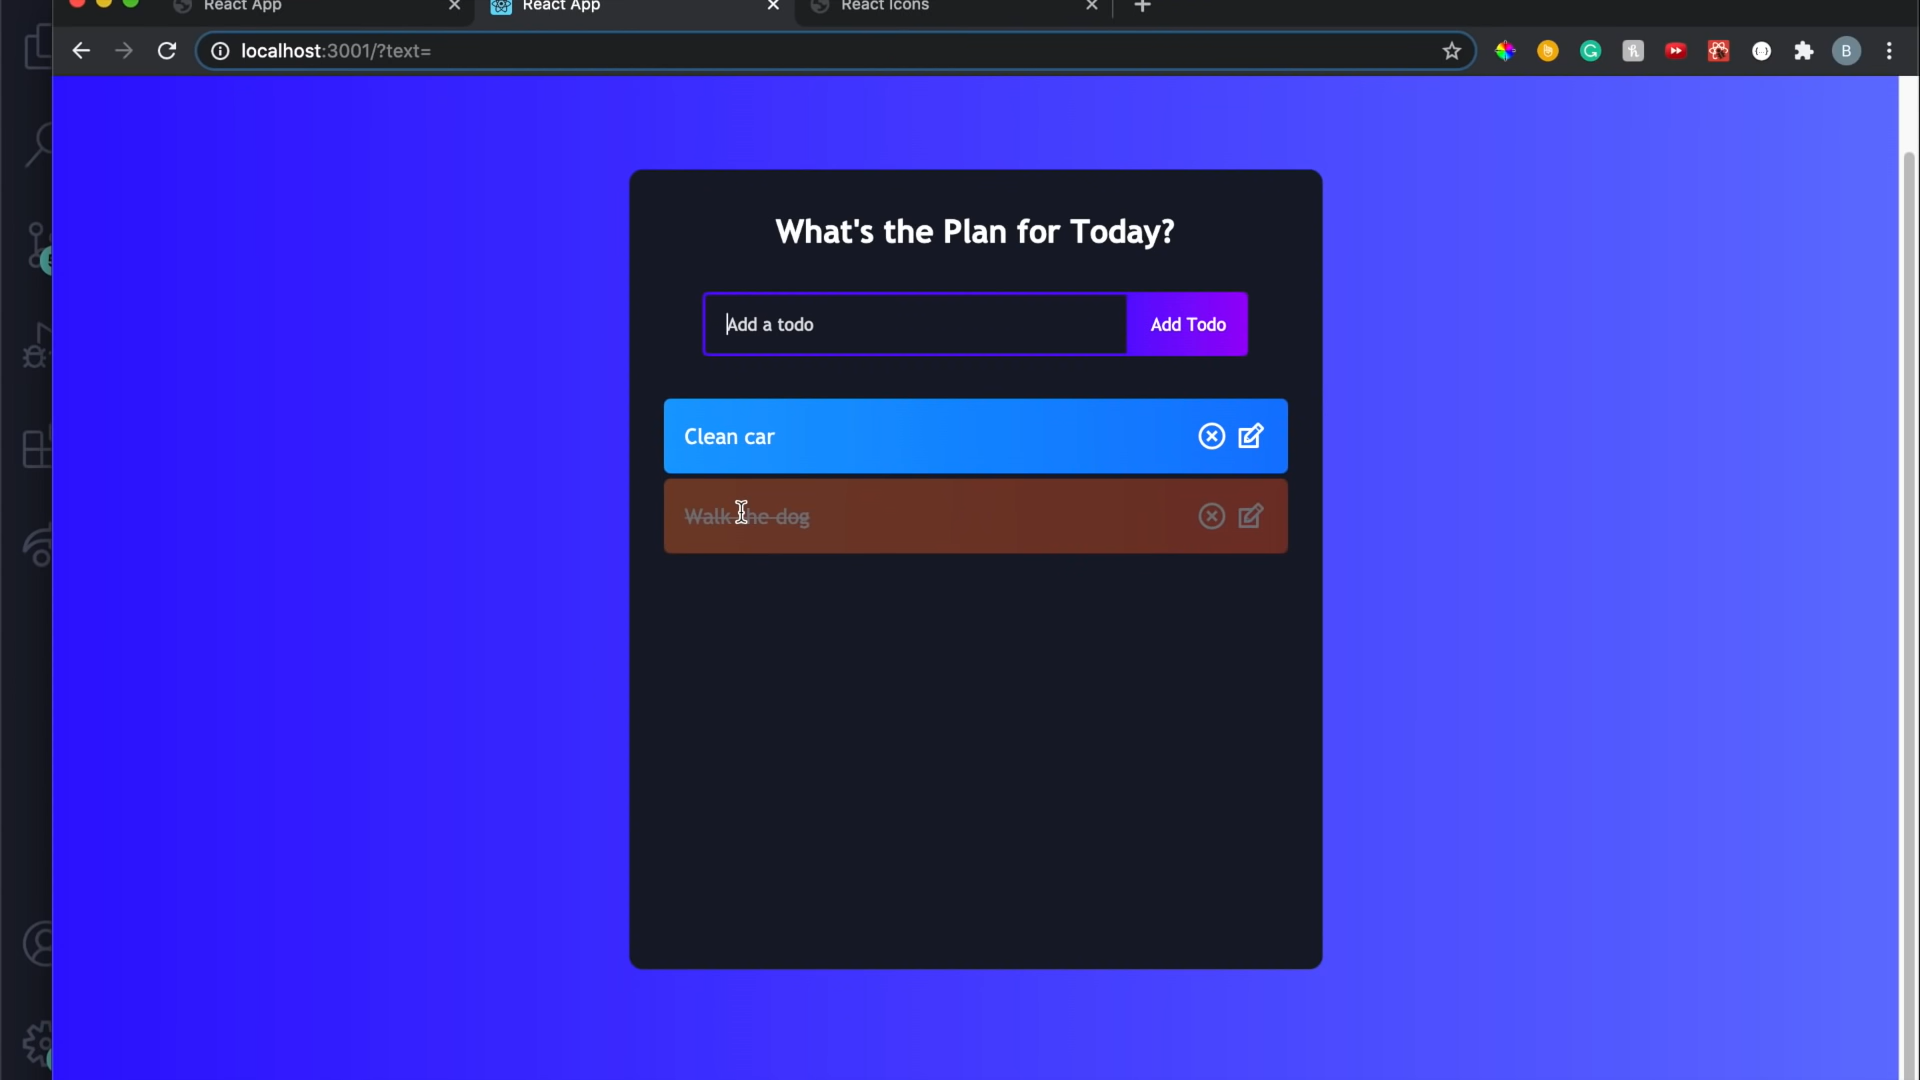 React App
React App
React Icons
localhost:3001/?text=
B
What's the Plan for Today?
Add a todo
Add Todo
Clean car
Walk the dog